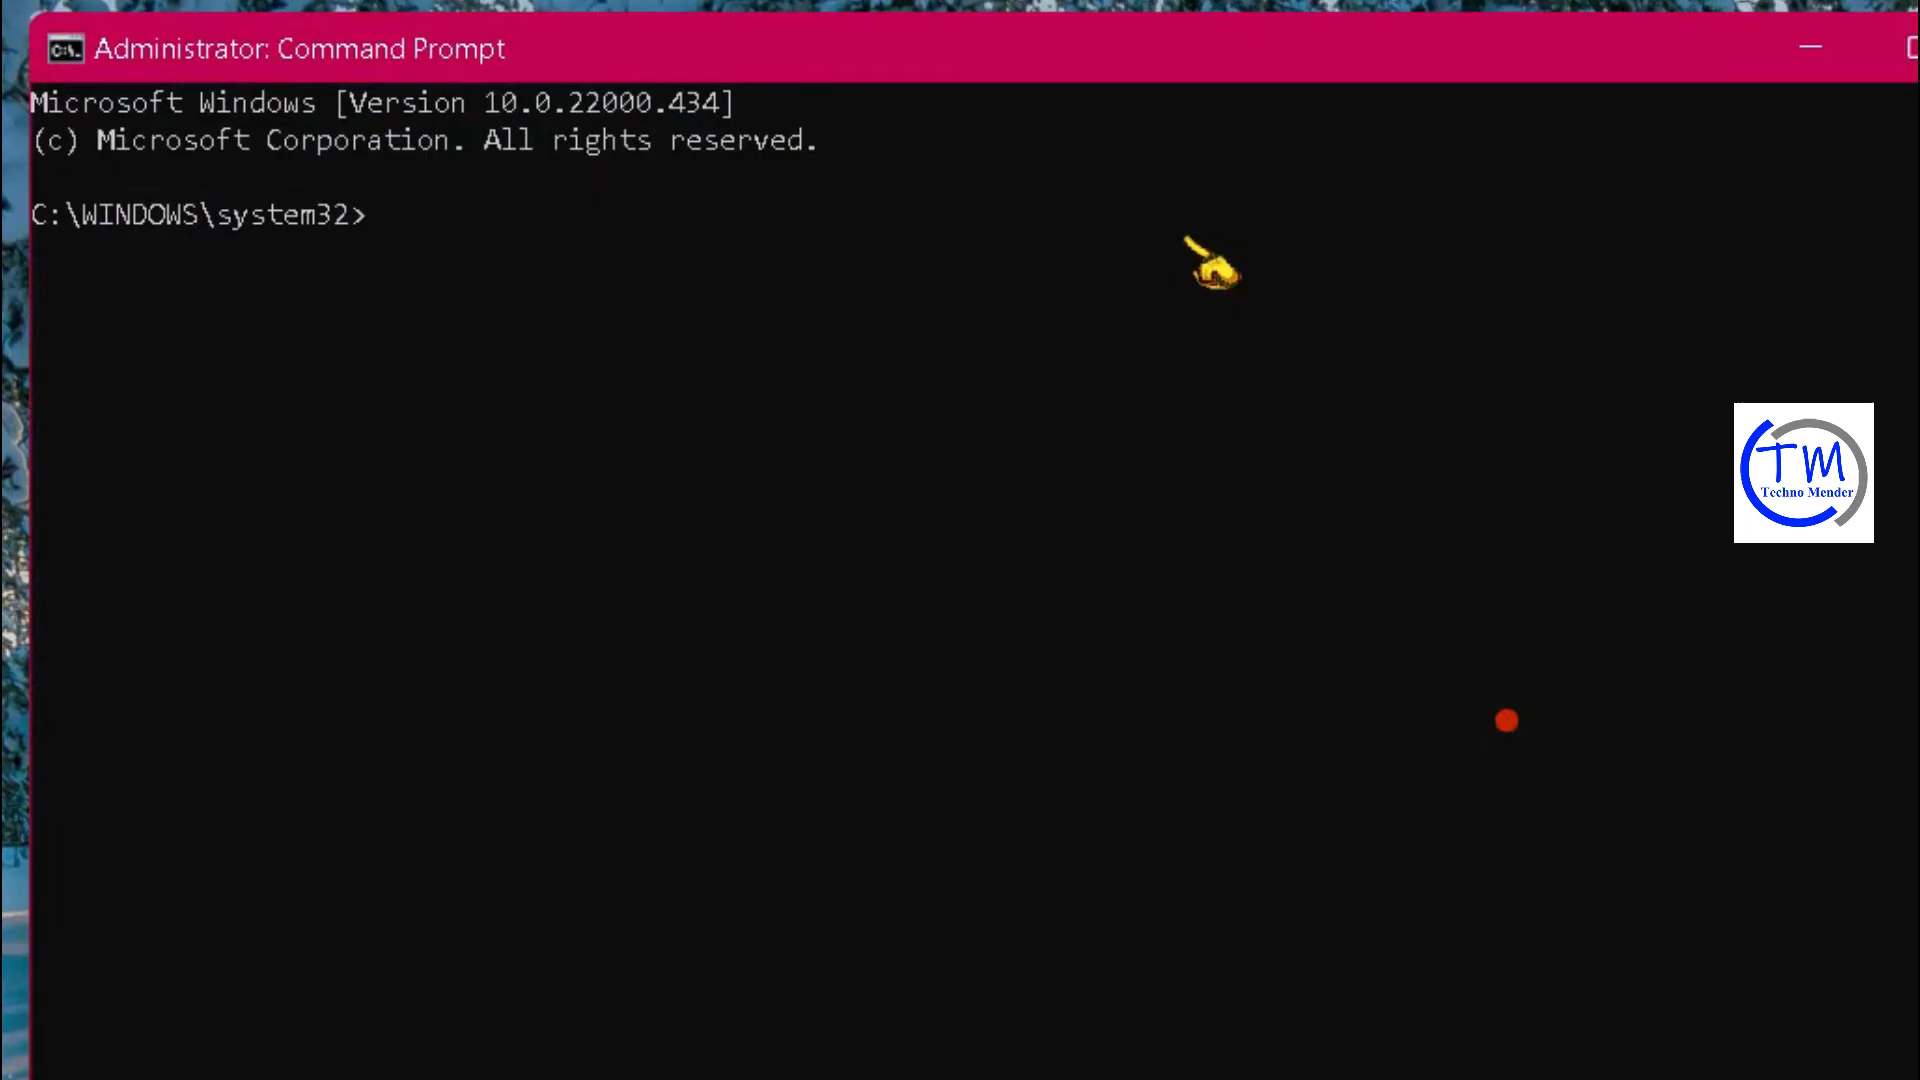 Administrator: Command Prompt
Microsoft Windows [Version 10.0.22000.434]
(c) Microsoft Corporation. All rights reserved.
C:\WINDOWS\system32>
TM
Techno Mender